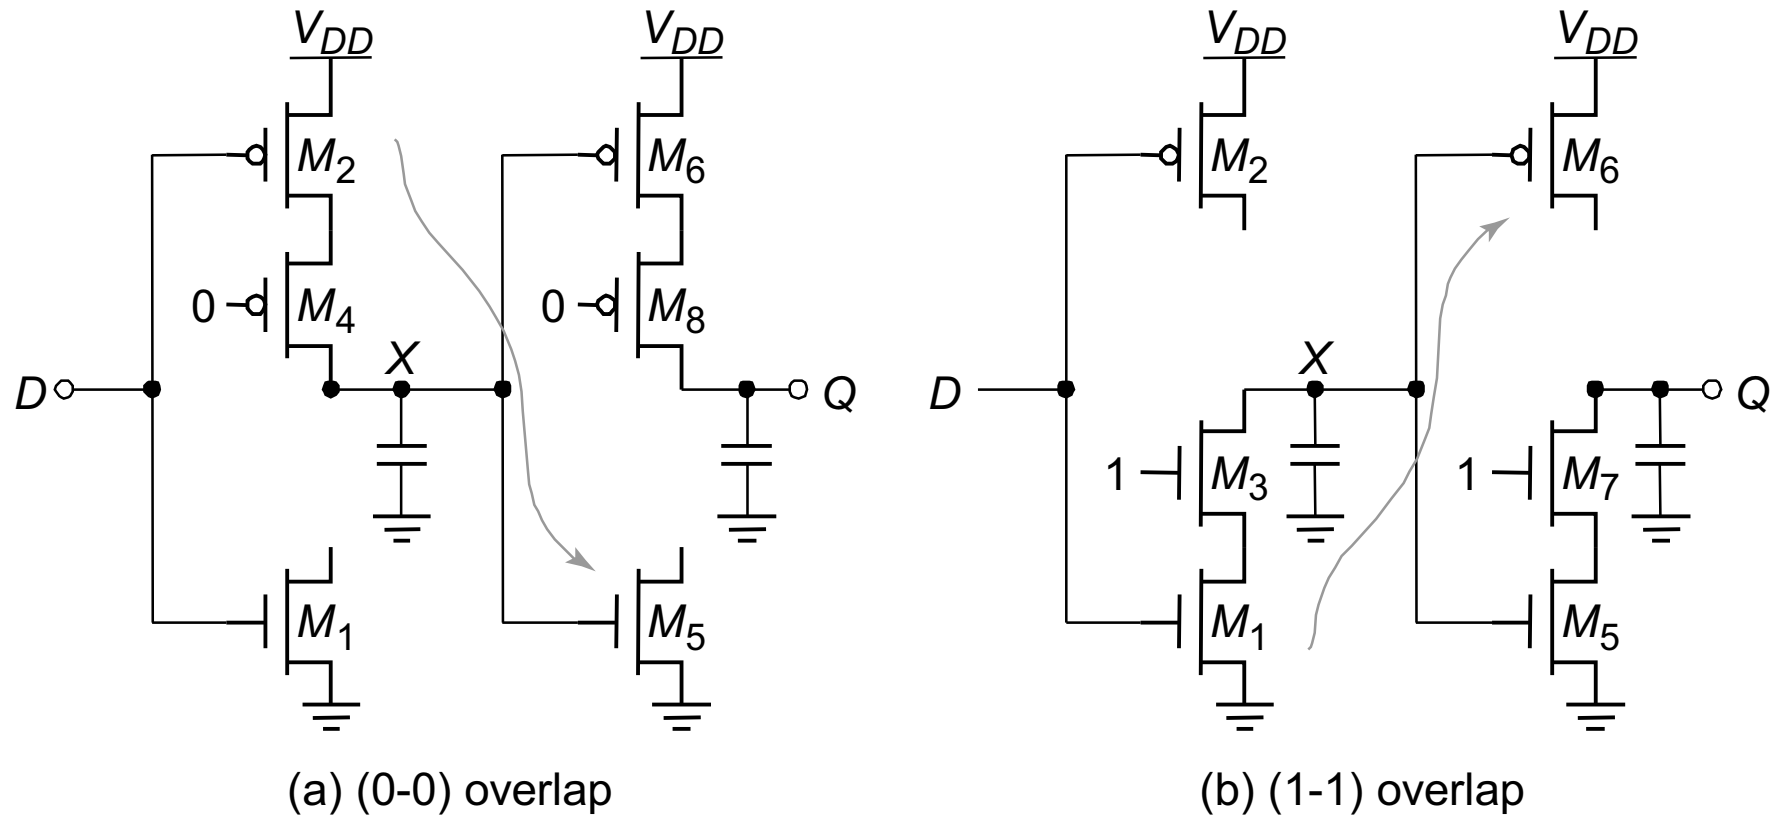 VDD VDD VDD VDD
M2 M6 M2 M6
0 M4 0 M8
X X
D Q D Q
1 M3 1 M7
M1 M5 M1 M5
(a) (0-0) overlap (b) (1-1) overlap